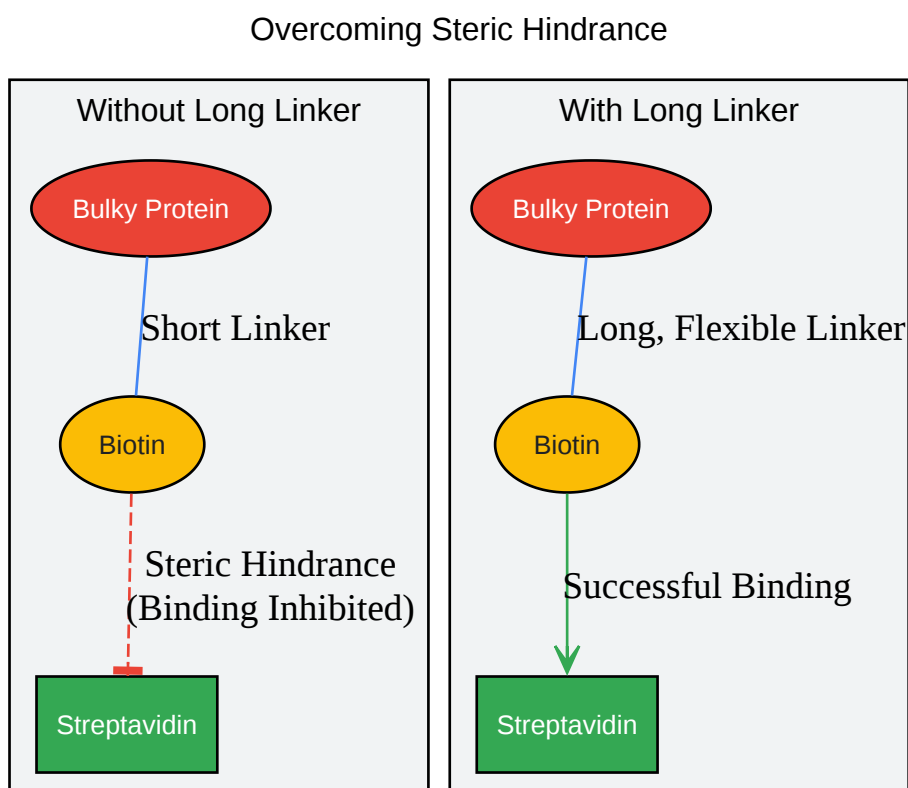 Overcoming Steric Hindrance
Without Long Linker
Bulky Protein
Short Linker
Biotin
Steric Hindrance
(Binding Inhibited)
Streptavidin
With Long Linker
Bulky Protein
Long, Flexible Linker
Biotin
Successful Binding
Streptavidin